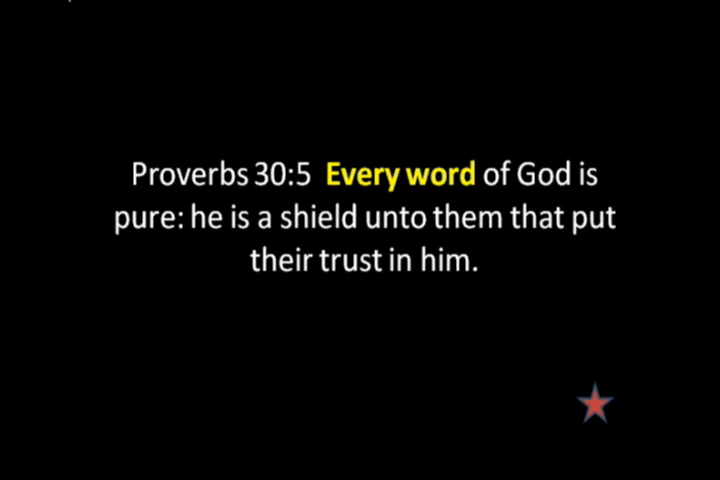 Proverbs 30:5 Every word of God is
pure: he is a shield unto them that put
their trust in him.